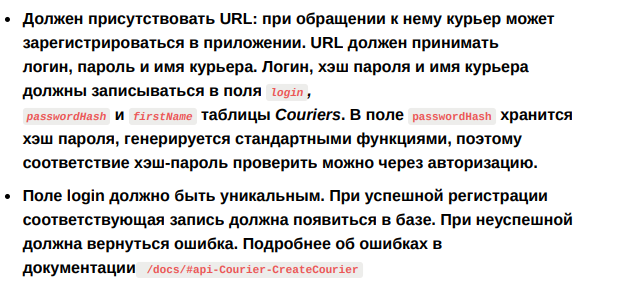 Должен присутствовать URL: при обращении к нему курьер может
зарегистрироваться в приложении. URL должен принимать
логин, пароль и имя курьера. Логин, хэш пароля и имя курьера
должны записываться в поля login,
passwordHash и firstName таблицы Couriers. В поле passwordHash хранится
хэш пароля, генерируется стандартными функциями, поэтому
соответствие хэш-пароль проверить можно через авторизацию.
Поле login должно быть уникальным. При успешной регистрации
соответствующая запись должна появиться в базе. При неуспешной
должна вернуться ошибка. Подробнее об ошибках в
документации /docs/#api-Courier-CreateCourier